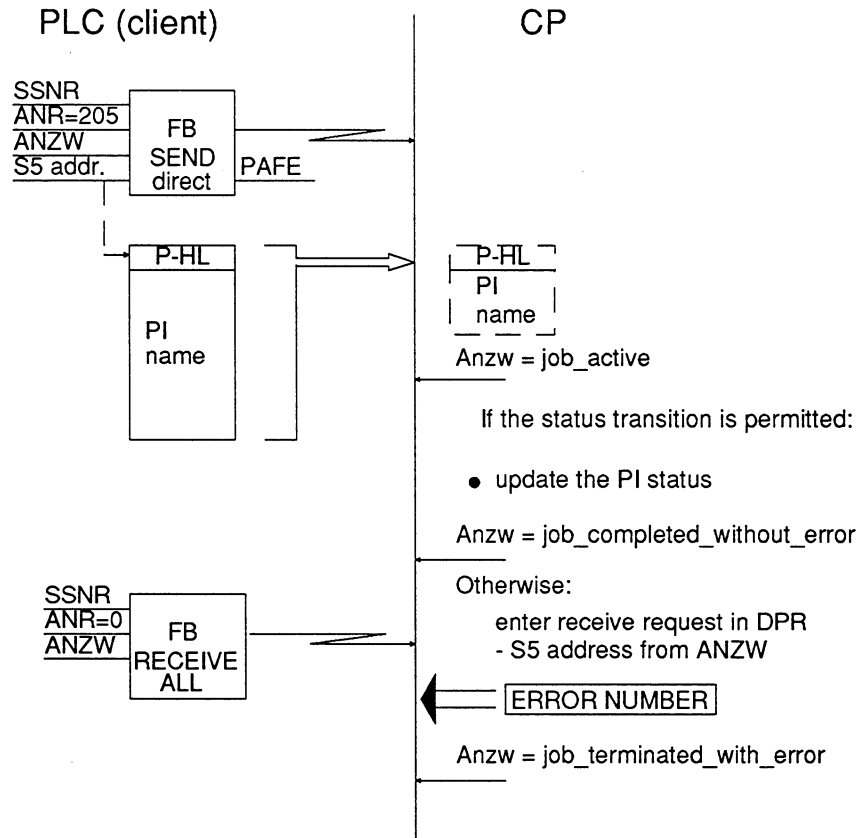 PLC (client)
CP
SSNR
ANR=205
ANZW
S5 addr.
FB
SEND
direct
PAFE
P-HL
PI
name
P-HL
PI
name
Anzw = job_active
If the status transition is permitted:
● update the PI status
Anzw = job_completed_without_error
Otherwise:
enter receive request in DPR
- S5 address from ANZW
SSNR
ANR=0
ANZW
FB
RECEIVE
ALL
ERROR NUMBER
Anzw = job_terminated_with_error